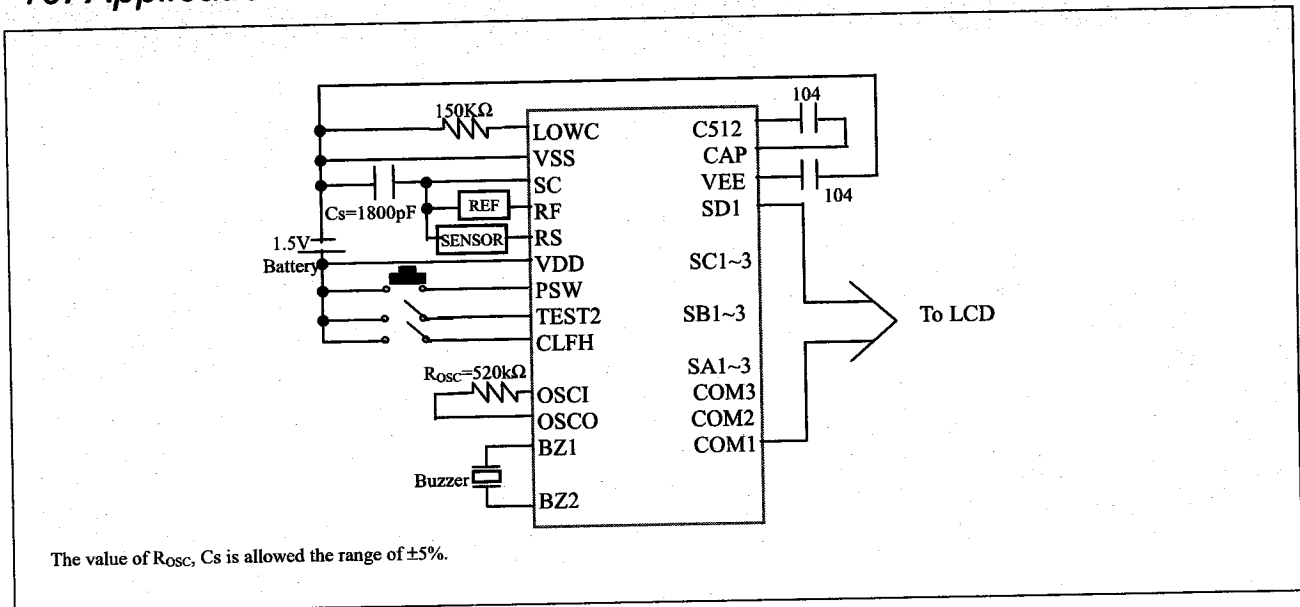 104
150KΩ
LOWC
C512
VSS
CAP
SC
VEE
Cs=1800pF
REF
RF
104
SD1
SENSOR
RS
1.5V
Battery
VDD
SC1~3
PSW
TEST2
SB1~3
To LCD
CLFH
SA1~3
ROSC=520kΩ
OSCI
COM3
OSCO
COM2
BZ1
COM1
Buzzer
BZ2
The value of ROSC, Cs is allowed the range of ±5%.